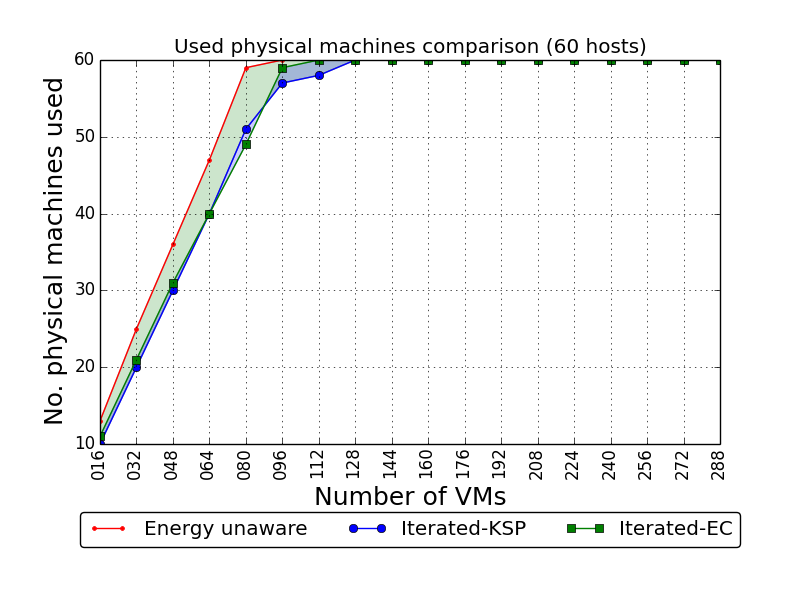 Used physical machines comparison (60 hosts)
No. physical machines used
60
50
40
30
20
10
016 032 048 064 080 096 112 128 144 160 176 192 208 224 240 256 272 288
Number of VMs
Energy unaware Iterated-KSP Iterated-EC